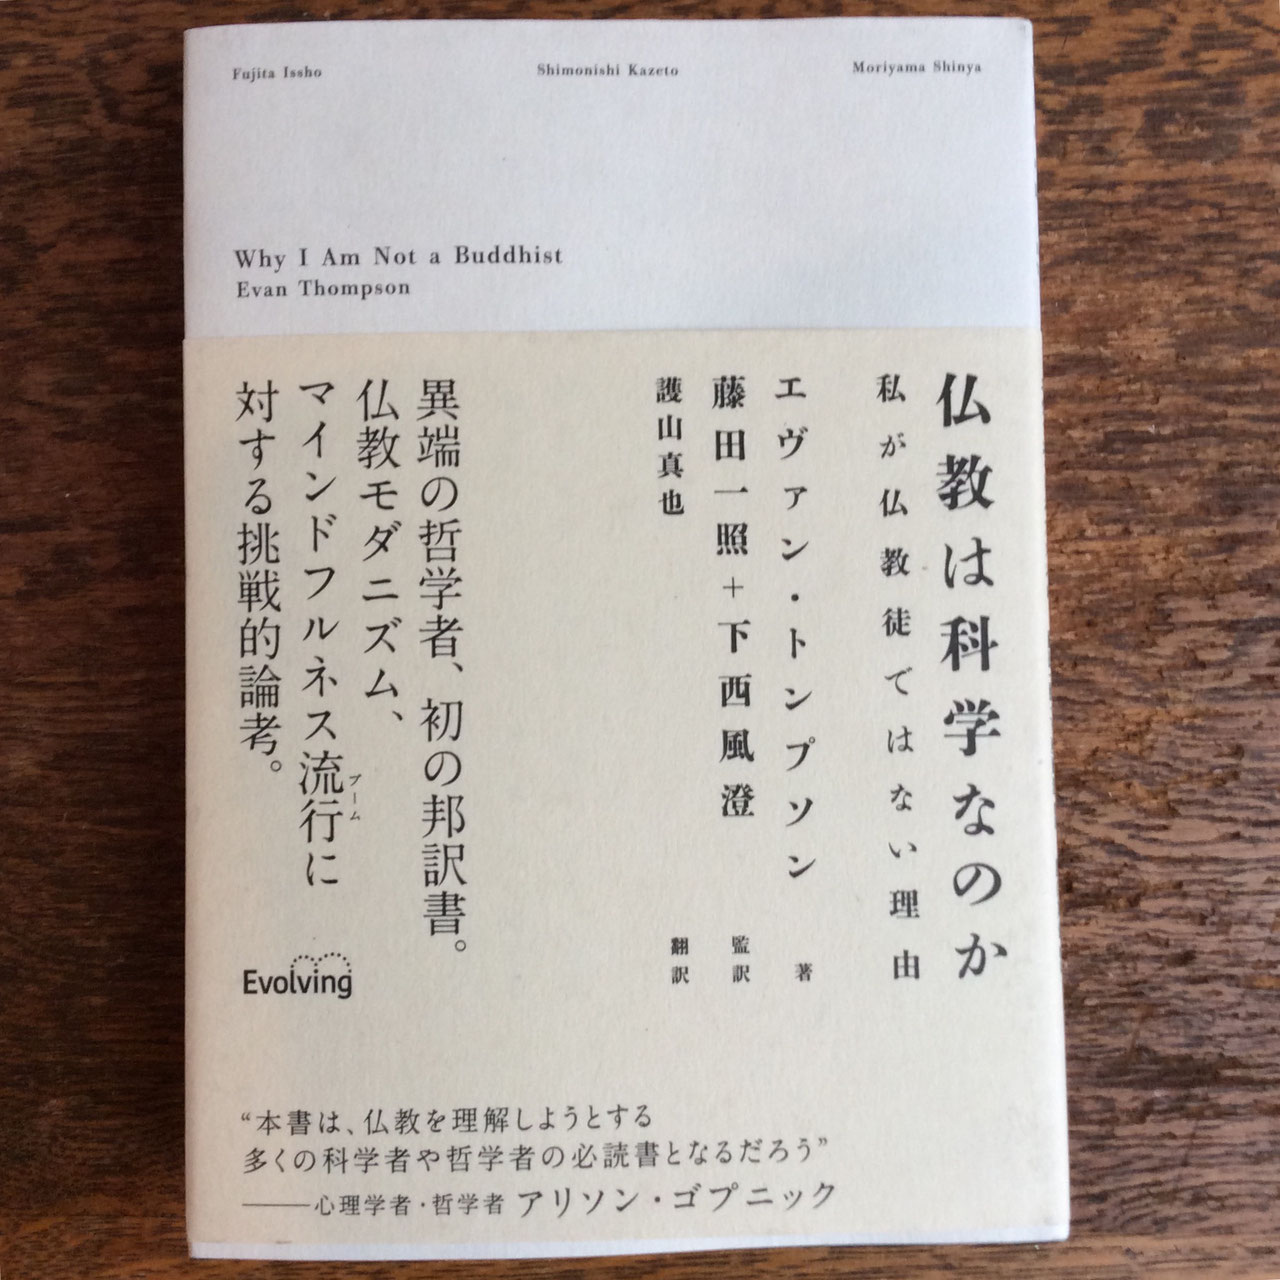 Fujita Issho
Shimonishi Kazeto
Moriyama Shinya
Why I Am Not a Buddhist
Evan Thompson
仏教は科学なのか
私が仏教徒ではない理由
エヴァン・トンプソン 著
藤田一照+下西風澄 監訳
護山真也 翻訳
異端の哲学者、初の邦訳書。
仏教モダニズム、
マインドフルネス流行に
ブーム
対する挑戦的論考。
Evolving
“本書は、仏教を理解しようとする
多くの科学者や哲学者の必読書となるだろう”
——心理学者・哲学者 アリソン・ゴプニック